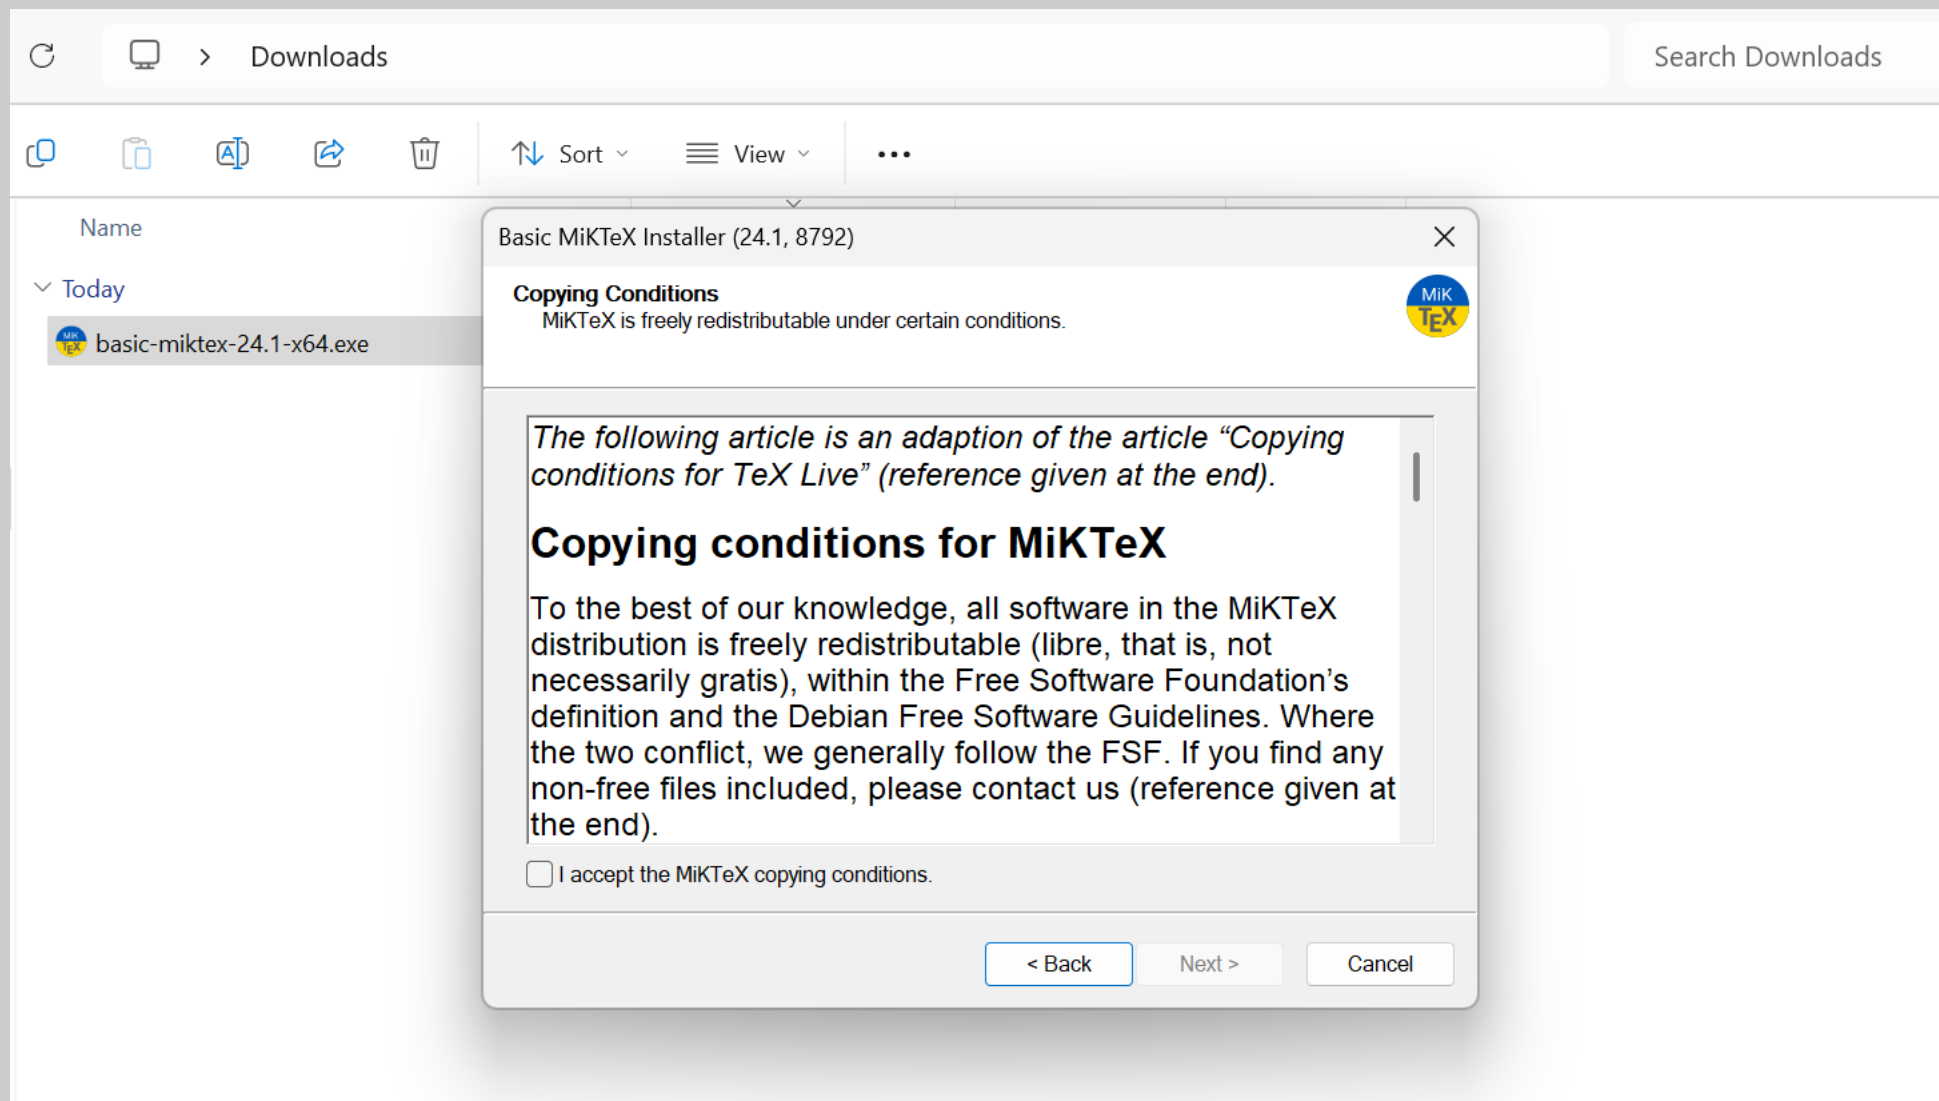 Downloads
Search Downloads
Sort
View
Name
Today
basic-miktex-24.1-x64.exe
Basic MiKTeX Installer (24.1, 8792)
Copying Conditions
MiKTeX is freely redistributable under certain conditions.
MiK
TEX
The following article is an adaption of the article “Copying
conditions for TeX Live” (reference given at the end).
Copying conditions for MiKTeX
To the best of our knowledge, all software in the MiKTeX
distribution is freely redistributable (libre, that is, not
necessarily gratis), within the Free Software Foundation’s
definition and the Debian Free Software Guidelines. Where
the two conflict, we generally follow the FSF. If you find any
non-free files included, please contact us (reference given at
the end).
I accept the MiKTeX copying conditions.
< Back
Next >
Cancel